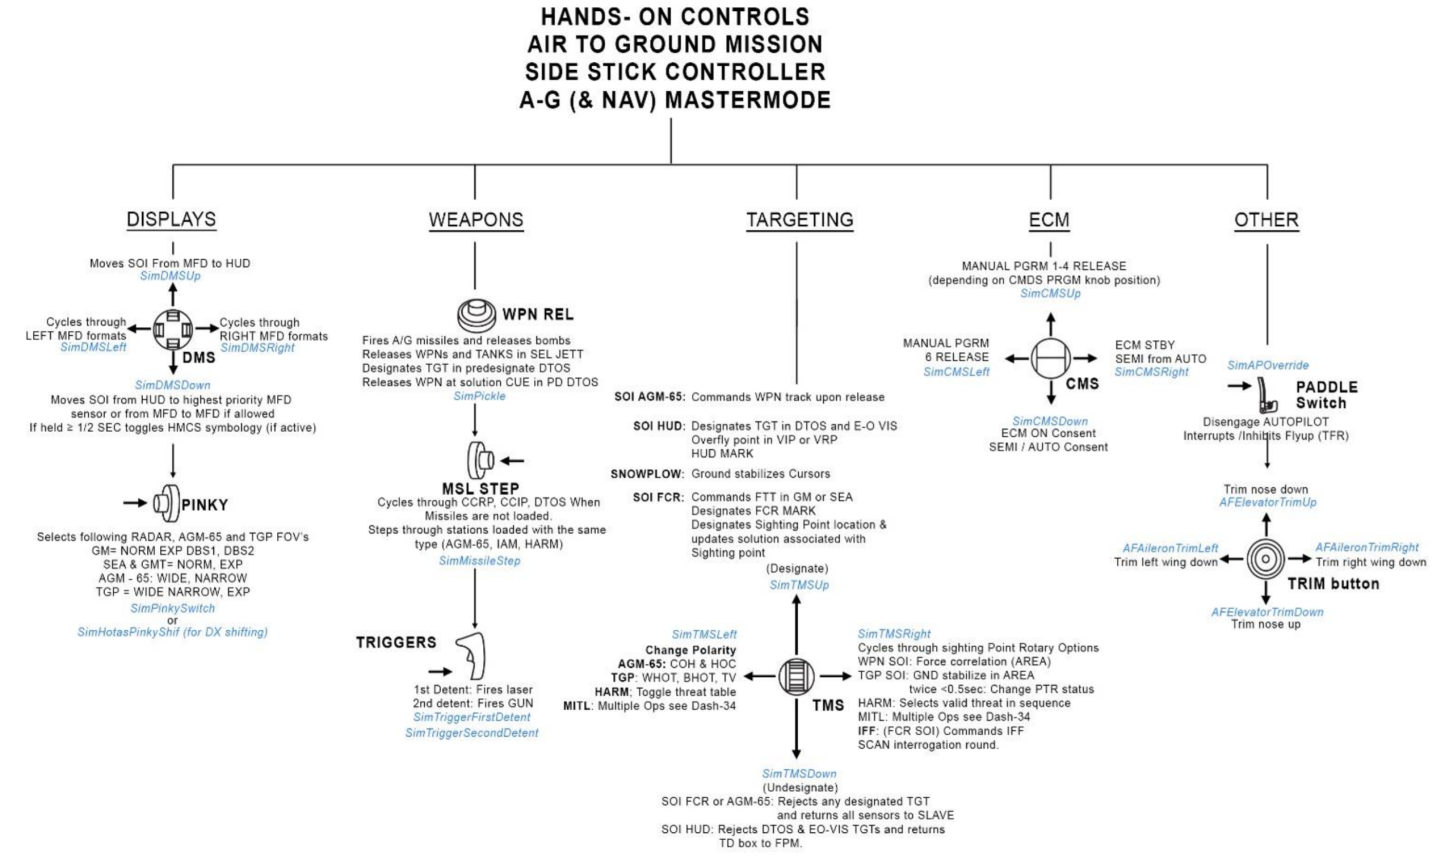 HANDS- ON CONTROLS
AIR TO GROUND MISSION
SIDE STICK CONTROLLER
A-G (& NAV) MASTERMODE
DISPLAYS
Moves SOI From MFD to HUD
SimDMSUp
Cycles through
LEFT MFD formats
SimDMSLeft
Cycles through
RIGHT MFD formats
SimDMSRight
DMS
SimDMSDown
Moves SOI from HUD to highest priority MFD
sensor or from MFD to MFD if allowed
If held ≥ 1/2 SEC toggles HMCS symbology (if active)
PINKY
Selects following RADAR, AGM-65 and TGP FOV's
GM= NORM EXP DBS1, DBS2
SEA & GMT= NORM, EXP
AGM - 65: WIDE, NARROW
TGP = WIDE NARROW, EXP
SimPinkySwitch
or
SimHotasPinkyShif (for DX shifting)
WEAPONS
WPN REL
Fires A/G missiles and releases bombs
Releases WPNs and TANKS in SEL JETT
Designates TGT in predesignate DTOS
Releases WPN at solution CUE in PD DTOS
SimPickle
MSL STEP
Cycles through CCRP, CCIP, DTOS When
Missiles are not loaded.
Steps through stations loaded with the same
type (AGM-65, IAM, HARM)
SimMissileStep
TRIGGERS
1st Detent: Fires laser
2nd detent: Fires GUN
SimTriggerFirstDetent
SimTriggerSecondDetent
TARGETING
SOI AGM-65: Commands WPN track upon release
SOI HUD: Designates TGT in DTOS and E-O VIS
Overfly point in VIP or VRP
HUD MARK
SNOWPLOW: Ground stabilizes Cursors
SOI FCR: Commands FTT in GM or SEA
Designates FCR MARK
Designates Sighting Point location &
updates solution associated with
Sighting point
(Designate)
SimTMSUp
SimTMSLeft
Change Polarity
AGM-65: COH & HOC
TGP: WHOT, BHOT, TV
HARM; Toggle threat table
MITL: Multiple Ops see Dash-34
TMS
SimTMSRight
Cycles through sighting Point Rotary Options
WPN SOI: Force correlation (AREA)
TGP SOI: GND stabilize in AREA
twice <0.5sec: Change PTR status
HARM: Selects valid threat in sequence
MITL: Multiple Ops see Dash-34
IFF: (FCR SOI) Commands IFF
SCAN interrogation round.
SimTMSDown
(Undesignate)
SOI FCR or AGM-65: Rejects any designated TGT
and returns all sensors to SLAVE
SOI HUD: Rejects DTOS & EO-VIS TGTs and returns
TD box to FPM.
ECM
MANUAL PGRM 1-4 RELEASE
(depending on CMDS PRGM knob position)
SimCMSUp
MANUAL PGRM
6 RELEASE
SimCMSLeft
ECM STBY
SEMI from AUTO
SimCMSRight
CMS
SimCMSDown
ECM ON Consent
SEMI / AUTO Consent
OTHER
SimAPOverride
PADDLE
Switch
Disengage AUTOPILOT
Interrupts /Inhibits Flyup (TFR)
Trim nose down
AFElevatorTrimUp
AFAileronTrimLeft
Trim left wing down
AFAileronTrimRight
Trim right wing down
TRIM button
AFElevatorTrimDown
Trim nose up